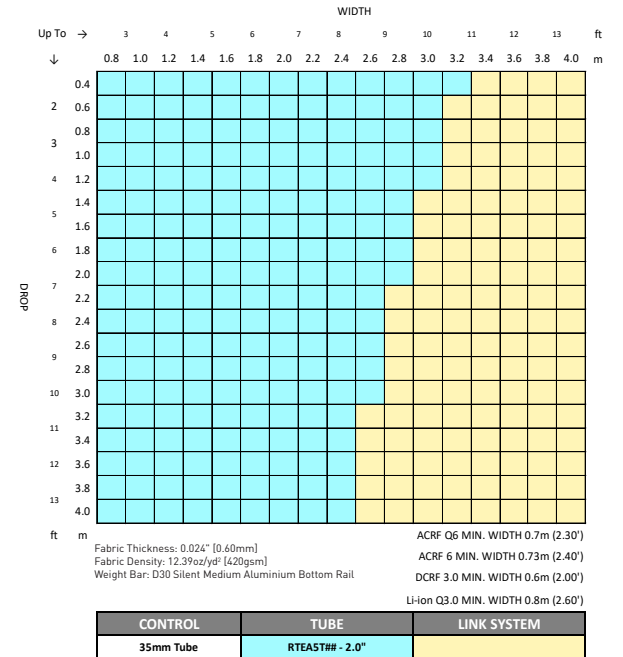 WIDTH
Up To → 3 4 5 6 7 8 9 10 11 12 13 ft
↓ 0.8 1.0 1.2 1.4 1.6 1.8 2.0 2.2 2.4 2.6 2.8 3.0 3.2 3.4 3.6 3.8 4.0 m
0.4
2 0.6
0.8
3
1.0
4 1.2
1.4
5
1.6
6 1.8
2.0
7
DROP
2.2
8 2.4
2.6
9
2.8
10 3.0
3.2
11
3.4
12 3.6
3.8
13
4.0
ft m
Fabric Thickness: 0.024" [0.60mm]
Fabric Density: 12.39oz/yd² [420gsm]
Weight Bar: D30 Silent Medium Aluminium Bottom Rail
ACRF Q6 MIN. WIDTH 0.7m (2.30')
ACRF 6 MIN. WIDTH 0.73m (2.40')
DCRF 3.0 MIN. WIDTH 0.6m (2.00')
Li-ion Q3.0 MIN. WIDTH 0.8m (2.60')
CONTROL TUBE LINK SYSTEM
35mm Tube RTEA5T## - 2.0"